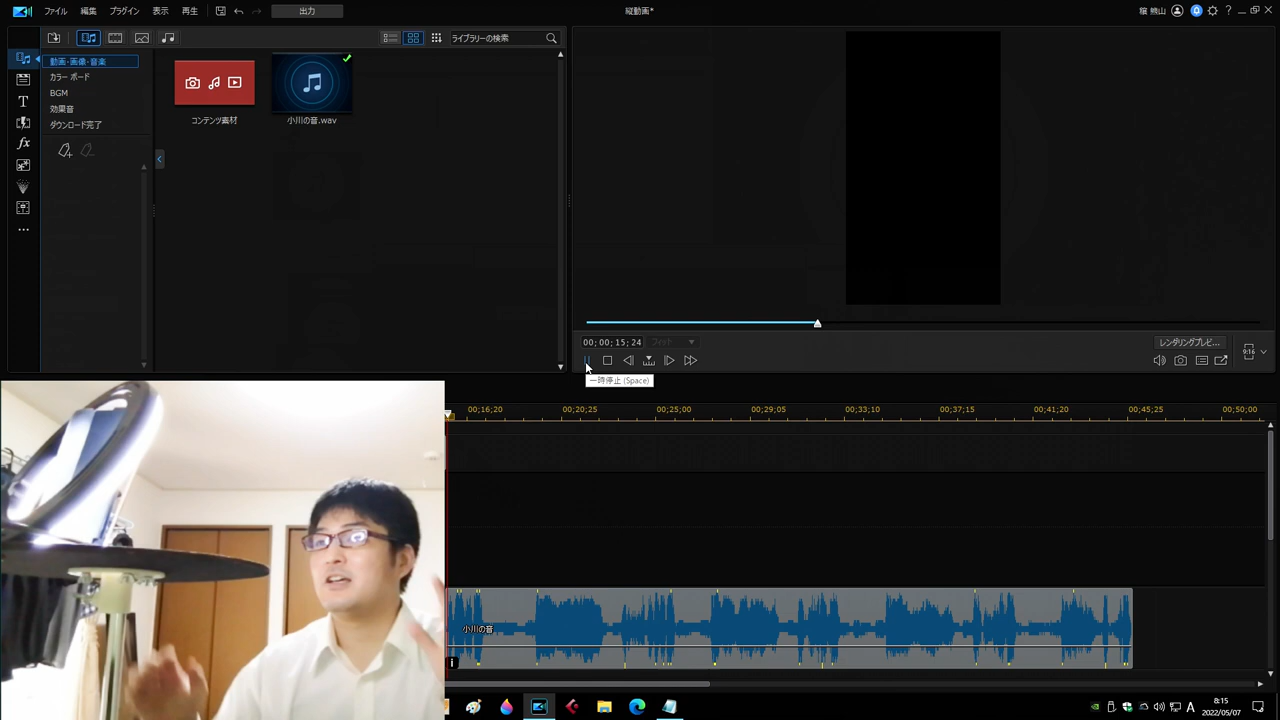 ファイル 編集 プラグイン 表示 再生 出力 縦動画*
ライブラリーの検索
動画・画像・音楽
カラー ボード
BGM
効果音
ダウンロード完了
コンテンツ素材
小川の音.wav
00;00;15;24 フィット
レンダリングプレビ...
9:16
一時停止 (Space)
00;16;20 00;20;25 00;25;00 00;29;05 00;33;10 00;37;15 00;41;20 00;45;25 00;50;00
小川の音
8:15
2022/05/07